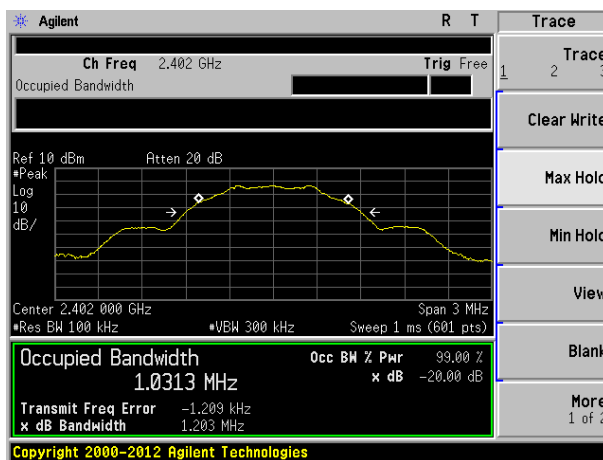 Agilent R T Trace
Ch Freq 2.402 GHz Trig Free
Occupied Bandwidth
Trace
1 2 3
Clear Write
Max Hold
Min Hold
View
Blank
More
1 of 2
Ref 10 dBm Atten 20 dB
#Peak
Log
10
dB/
Center 2.402 000 GHz Span 3 MHz
#Res BW 100 kHz #VBW 300 kHz Sweep 1 ms (601 pts)
Occupied Bandwidth Occ BW % Pwr 99.00 %
1.0313 MHz x dB -20.00 dB
Transmit Freq Error -1.209 kHz
x dB Bandwidth 1.203 MHz
Copyright 2000-2012 Agilent Technologies